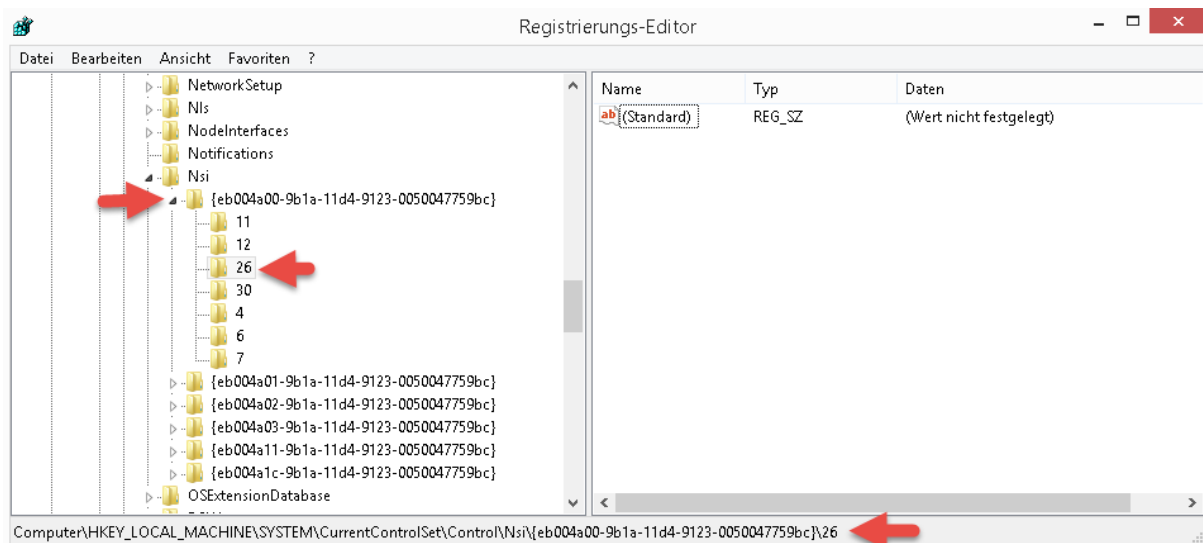 Registrierungs-Editor
Datei Bearbeiten Ansicht Favoriten ?
NetworkSetup
Nls
NodeInterfaces
Notifications
Nsi
{eb004a00-9b1a-11d4-9123-0050047759bc}
11
12
26
30
4
6
7
{eb004a01-9b1a-11d4-9123-0050047759bc}
{eb004a02-9b1a-11d4-9123-0050047759bc}
{eb004a03-9b1a-11d4-9123-0050047759bc}
{eb004a11-9b1a-11d4-9123-0050047759bc}
{eb004a1c-9b1a-11d4-9123-0050047759bc}
OSExtensionDatabase
Name Typ Daten
ab (Standard) REG_SZ (Wert nicht festgelegt)
Computer\HKEY_LOCAL_MACHINE\SYSTEM\CurrentControlSet\Control\Nsi\{eb004a00-9b1a-11d4-9123-0050047759bc}\26